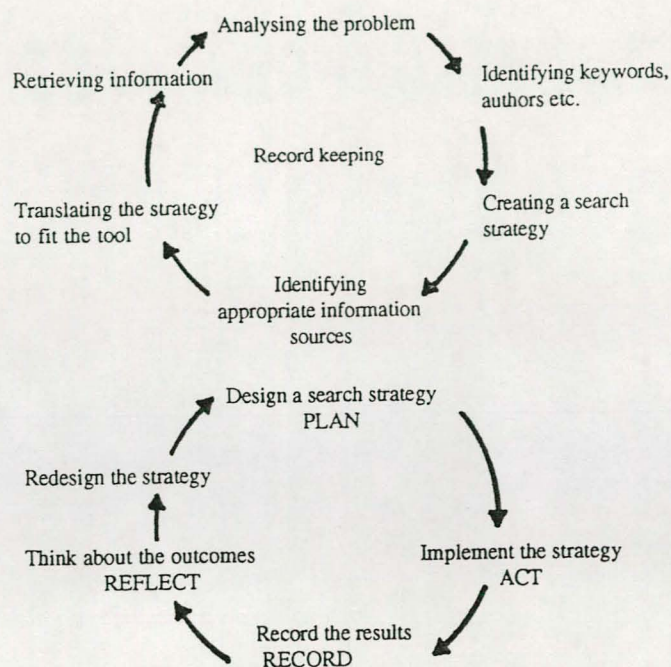 Analysing the problem
Identifying keywords,
authors etc.
Creating a search
strategy
Identifying
appropriate information
sources
Translating the strategy
to fit the tool
Retrieving information
Record keeping
Design a search strategy
PLAN
Implement the strategy
ACT
Record the results
RECORD
Think about the outcomes
REFLECT
Redesign the strategy